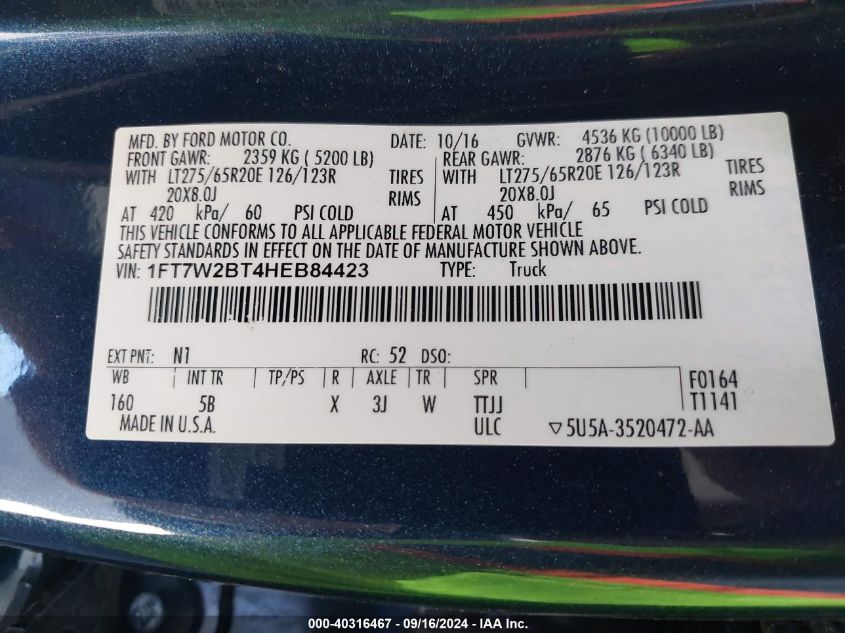 MFD. BY FORD MOTOR CO. DATE: 10/16 GVWR: 4536 KG (10000 LB)
FRONT GAWR: 2359 KG ( 5200 LB) REAR GAWR: 2876 KG ( 6340 LB)
WITH LT275/65R20E 126/123R TIRES WITH LT275/65R20E 126/123R TIRES
20X8.0J RIMS 20X8.0J RIMS
AT 420 kPa/ 60 PSI COLD AT 450 kPa/ 65 PSI COLD
THIS VEHICLE CONFORMS TO ALL APPLICABLE FEDERAL MOTOR VEHICLE
SAFETY STANDARDS IN EFFECT ON THE DATE OF MANUFACTURE SHOWN ABOVE.
VIN: 1FT7W2BT4HEB84423 TYPE: Truck
EXT PNT: N1 RC: 52 DSO:
WB INT TR TP/PS R AXLE TR SPR F0164
160 5B X 3J W TTJJ T1141
MADE IN U.S.A. ULC ▽5U5A-3520472-AA
000-40316467 - 09/16/2024 - IAA Inc.